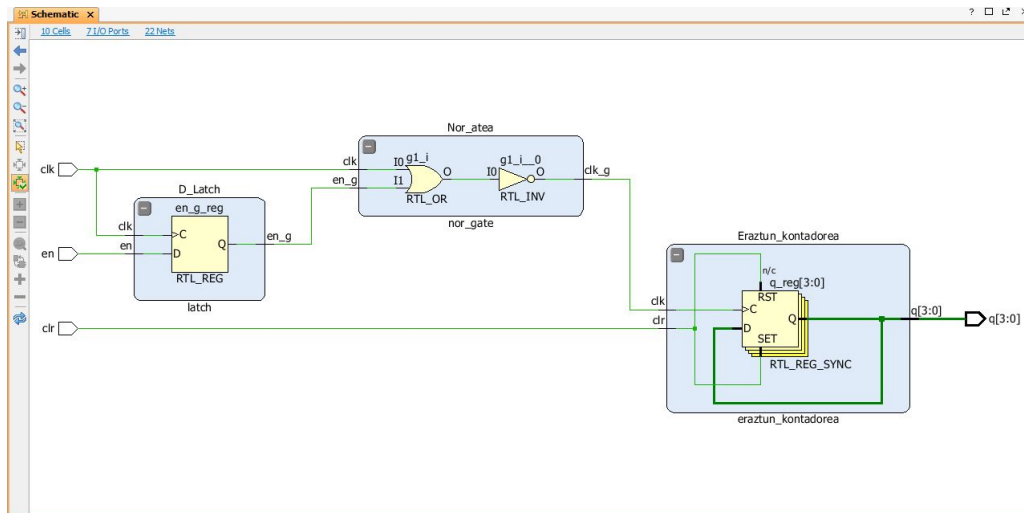 Schematic
10 Cells 7 I/O Ports 22 Nets
Nor_atea
clk I0 g1_i O I0 g1_i__0 O clk_g
en_g I1
RTL_OR RTL_INV
nor_gate
clk
D_Latch
en_g_reg
clk C
en D Q en_g
RTL_REG
latch
en
clr
Eraztun_kontadorea
n/c
q_reg[3:0]
RST
clk C
clr D Q q[3:0] q[3:0]
SET
RTL_REG_SYNC
eraztun_kontadorea